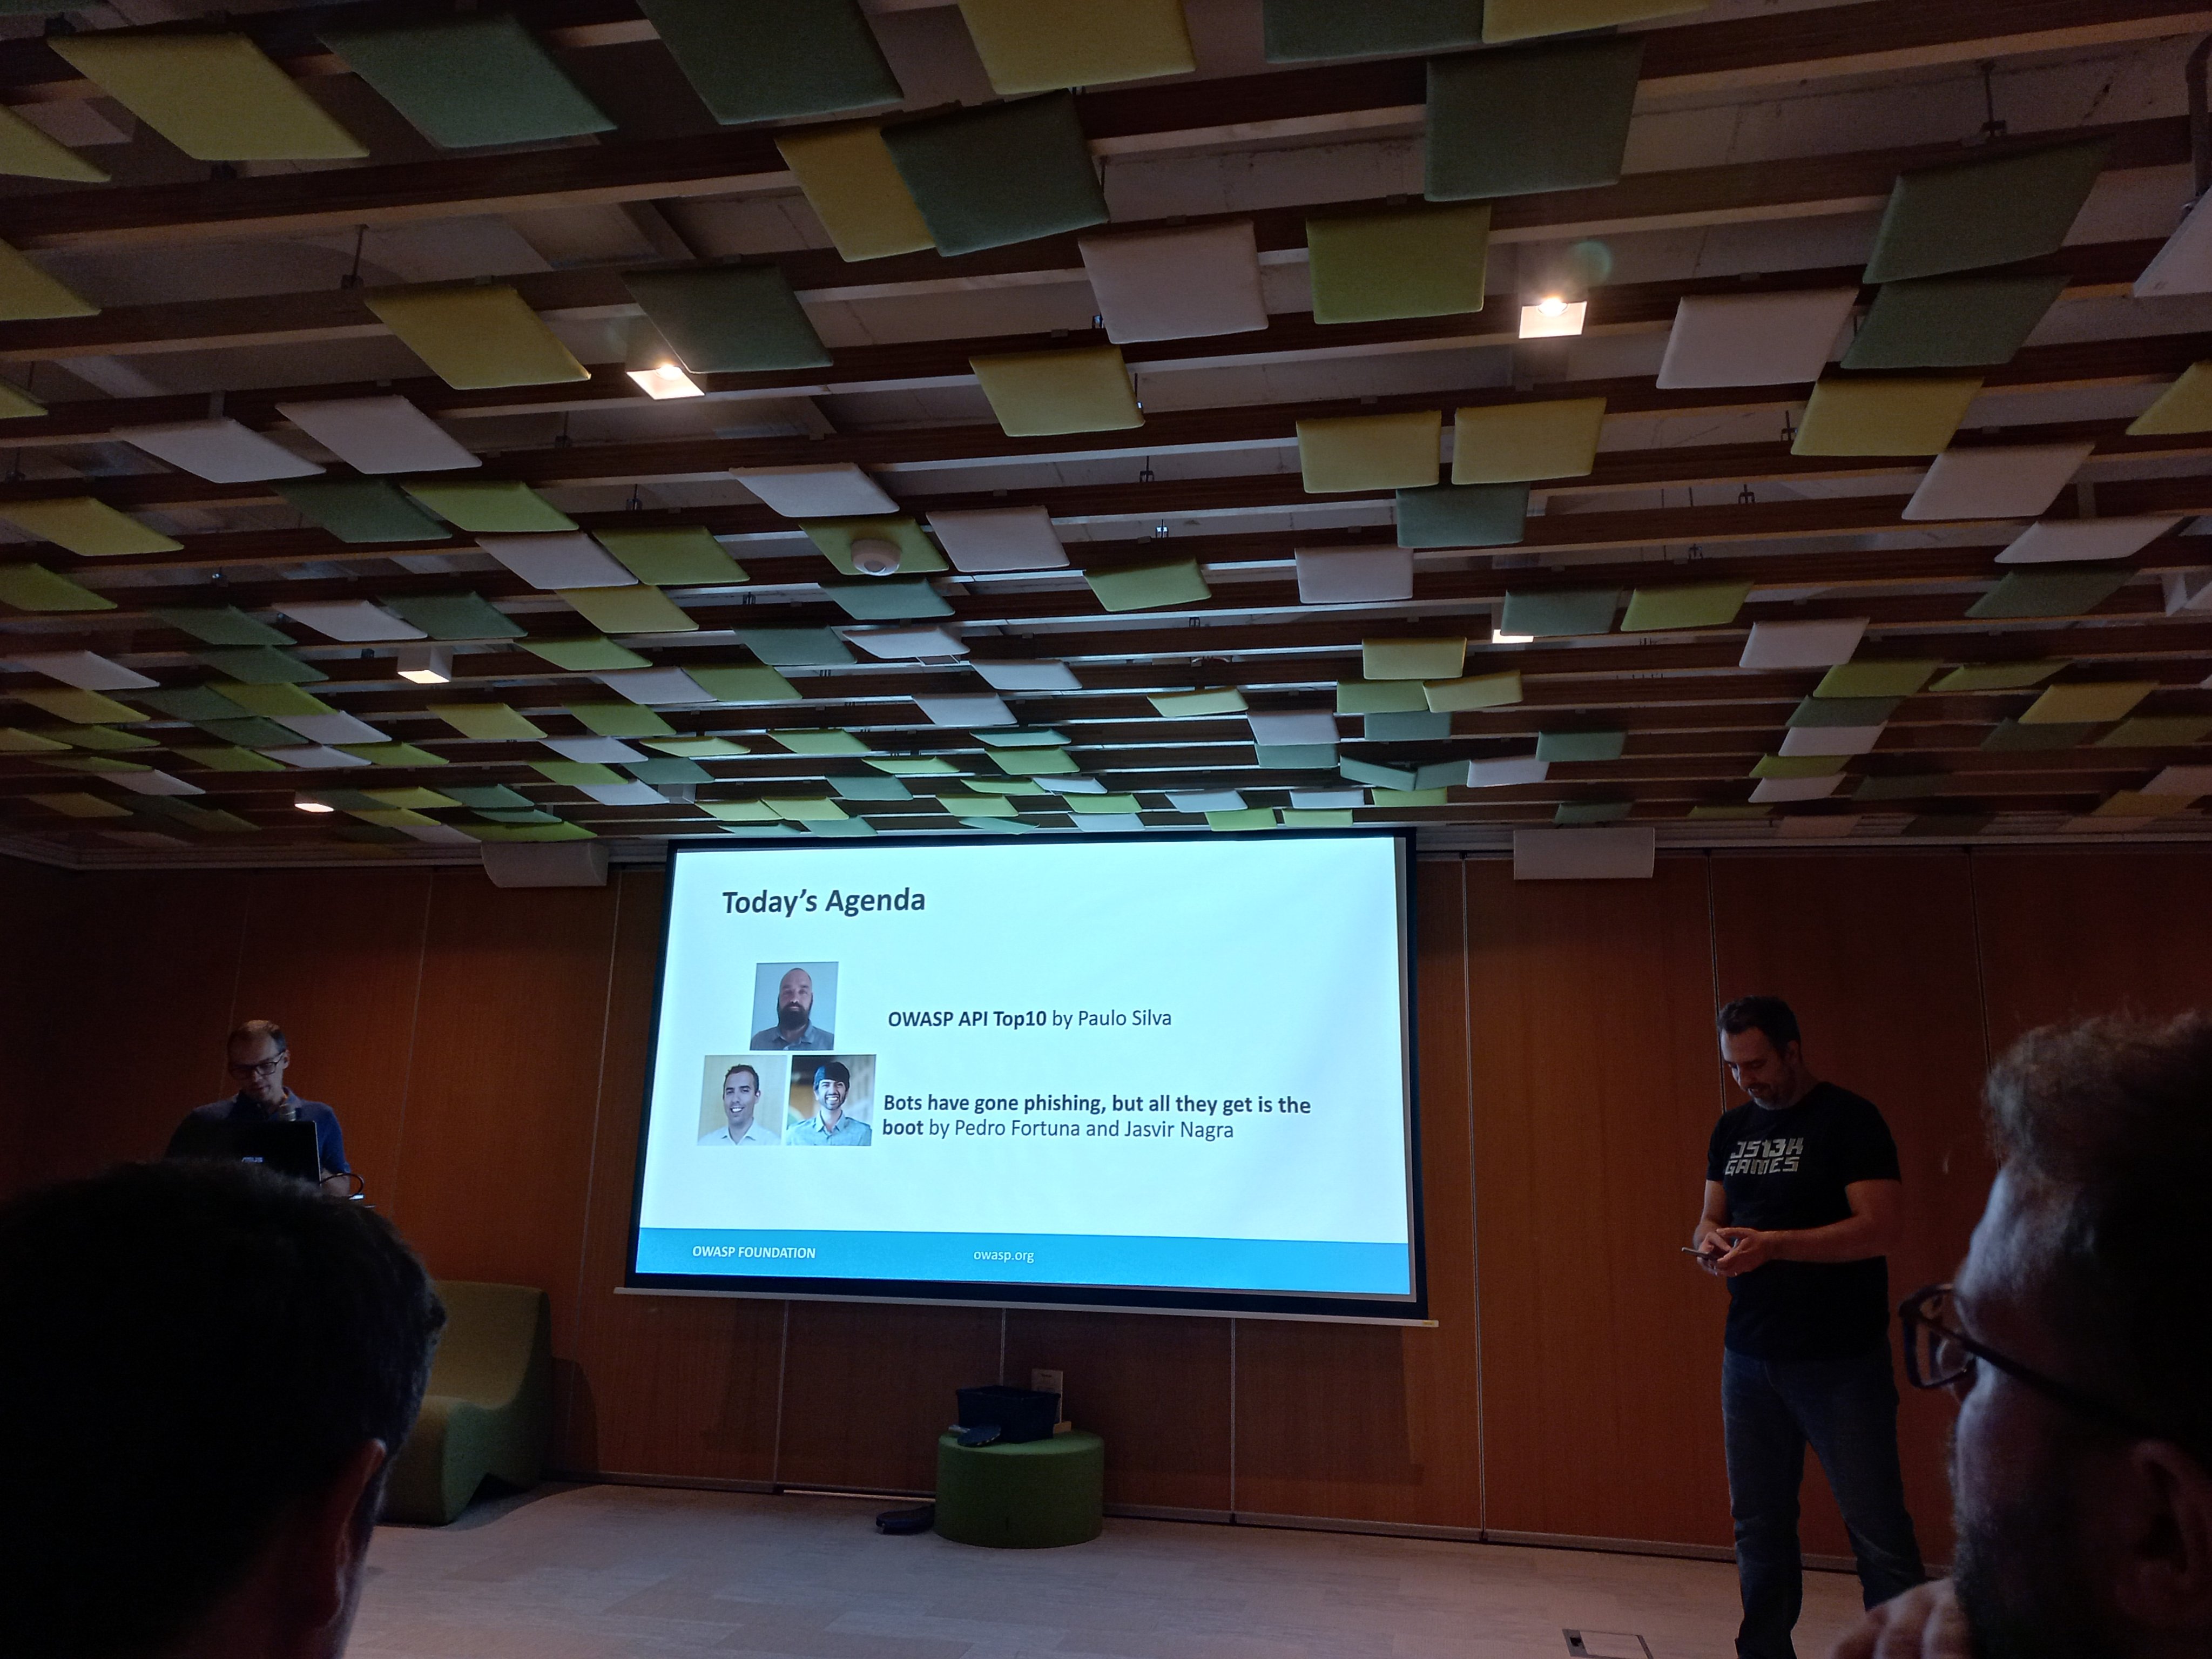 Today's Agenda
OWASP API Top10 by Paulo Silva
Bots have gone phishing, but all they get is the
boot by Pedro Fortuna and Jasvir Nagra
OWASP FOUNDATION
owasp.org
JS13K
GAMES